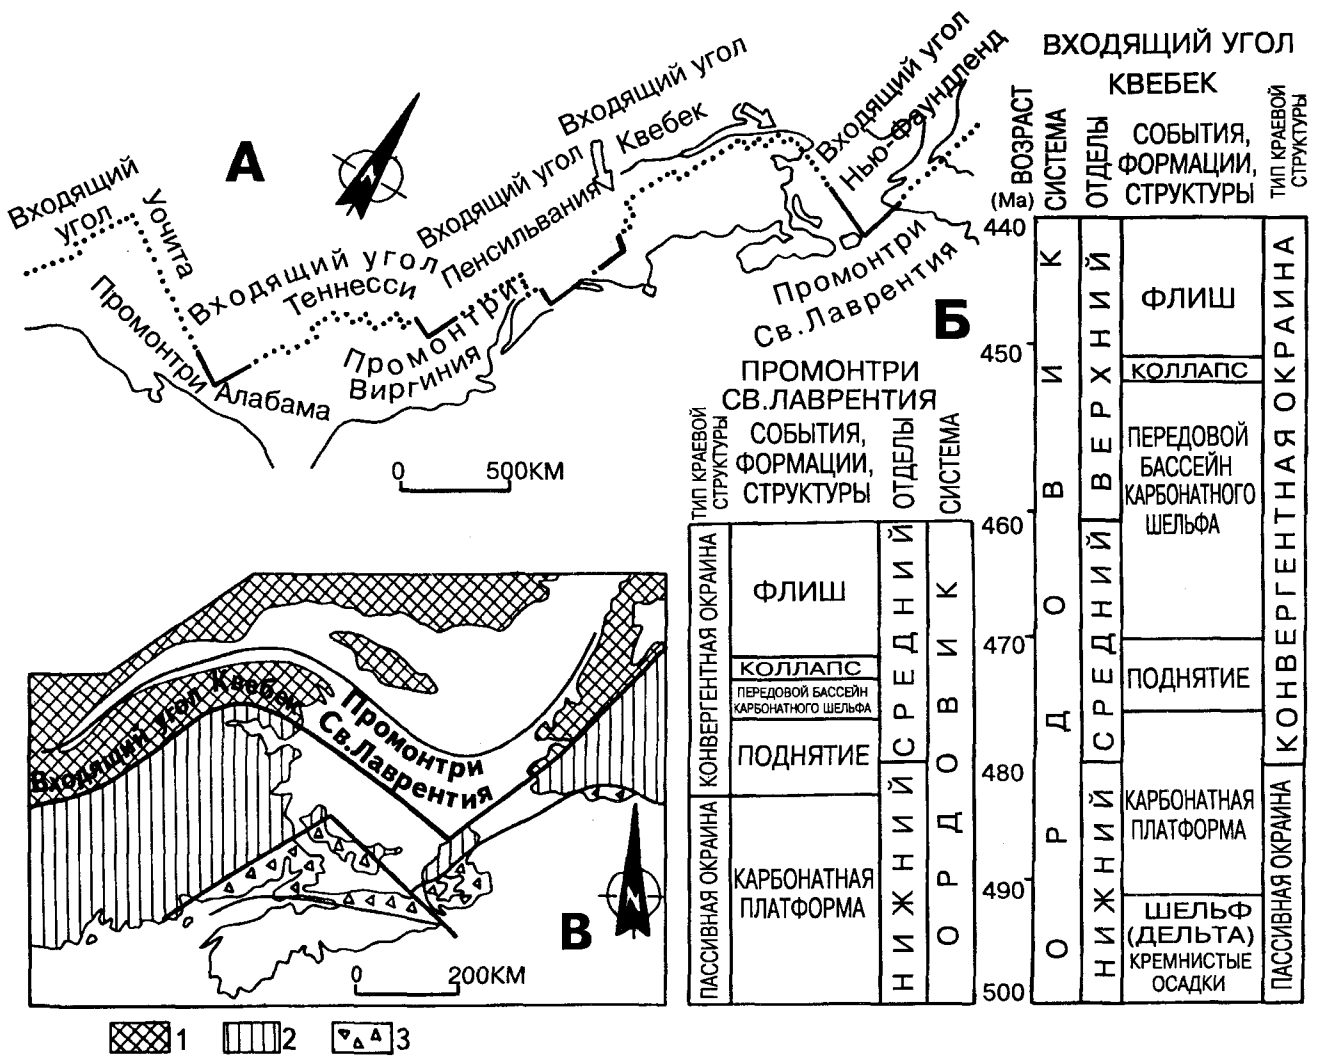 А
Входящий
угол
Уочита
Промонтри
Алабама
Входящий угол
Теннесси
Промонтри
Виргиния
Входящий угол
Пенсильвания
Входящий угол
Квебек
Входящий угол
Нью-Фаундленд
Промонтри
Св.Лаврентия
0 500КМ
Б
ПРОМОНТРИ
СВ.ЛАВРЕНТИЯ
ТИП КРАЕВОЙ
СТРУКТУРЫ
СОБЫТИЯ,
ФОРМАЦИИ,
СТРУКТУРЫ
ОТДЕЛЫ
СИСТЕМА
КОНВЕРГЕНТНАЯ ОКРАИНА
ПАССИВНАЯ ОКРАИНА
ФЛИШ
КОЛЛАПС
ПЕРЕДОВОЙ БАССЕЙН
КАРБОНАТНОГО ШЕЛЬФА
ПОДНЯТИЕ
КАРБОНАТНАЯ
ПЛАТФОРМА
СРЕДНИЙ
НИЖНИЙ
ОРДОВИК
ВХОДЯЩИЙ УГОЛ
КВЕБЕК
ВОЗРАСТ
(Ma)
СИСТЕМА
ОТДЕЛЫ
СОБЫТИЯ,
ФОРМАЦИИ,
СТРУКТУРЫ
ТИП КРАЕВОЙ
СТРУКТУРЫ
440
450
460
470
480
490
500
ОРДОВИК
ВЕРХНИЙ
СРЕДНИЙ
НИЖНИЙ
ФЛИШ
КОЛЛАПС
ПЕРЕДОВОЙ
БАССЕЙН
КАРБОНАТНОГО
ШЕЛЬФА
ПОДНЯТИЕ
КАРБОНАТНАЯ
ПЛАТФОРМА
ШЕЛЬФ
(ДЕЛЬТА)
КРЕМНИСТЫЕ
ОСАДКИ
КОНВЕРГЕНТНАЯ ОКРАИНА
ПАССИВНАЯ ОКРАИНА
Входящий угол Квебек
Промонтри
Св.Лаврентия
В
0 200КМ
1 2 3